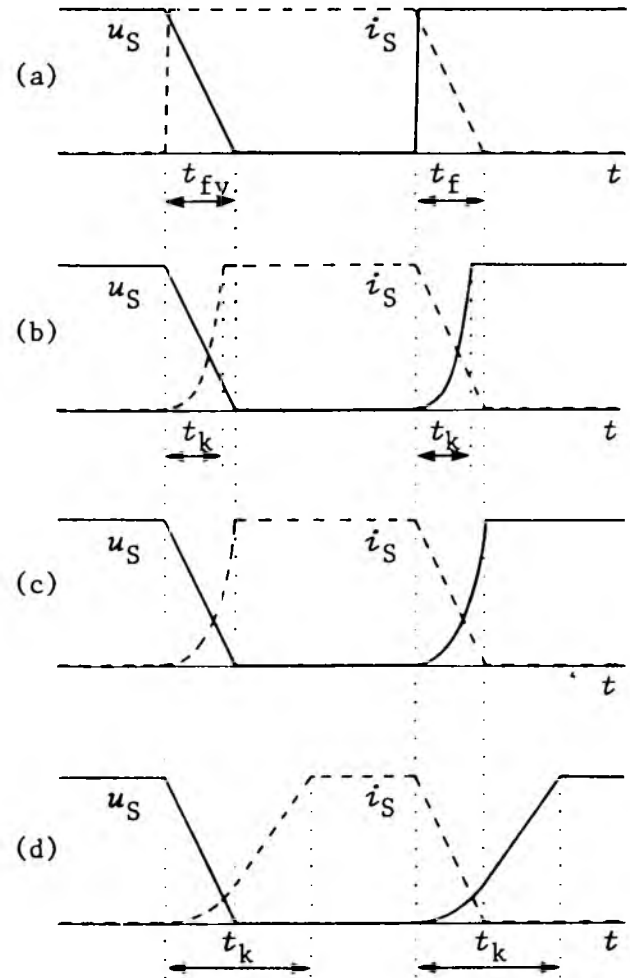 (a)
u_S i_S
t_fv t_f t
(b)
u_S i_S
t_k t_k t
(c)
u_S i_S
t
(d)
u_S i_S
t_k t_k t